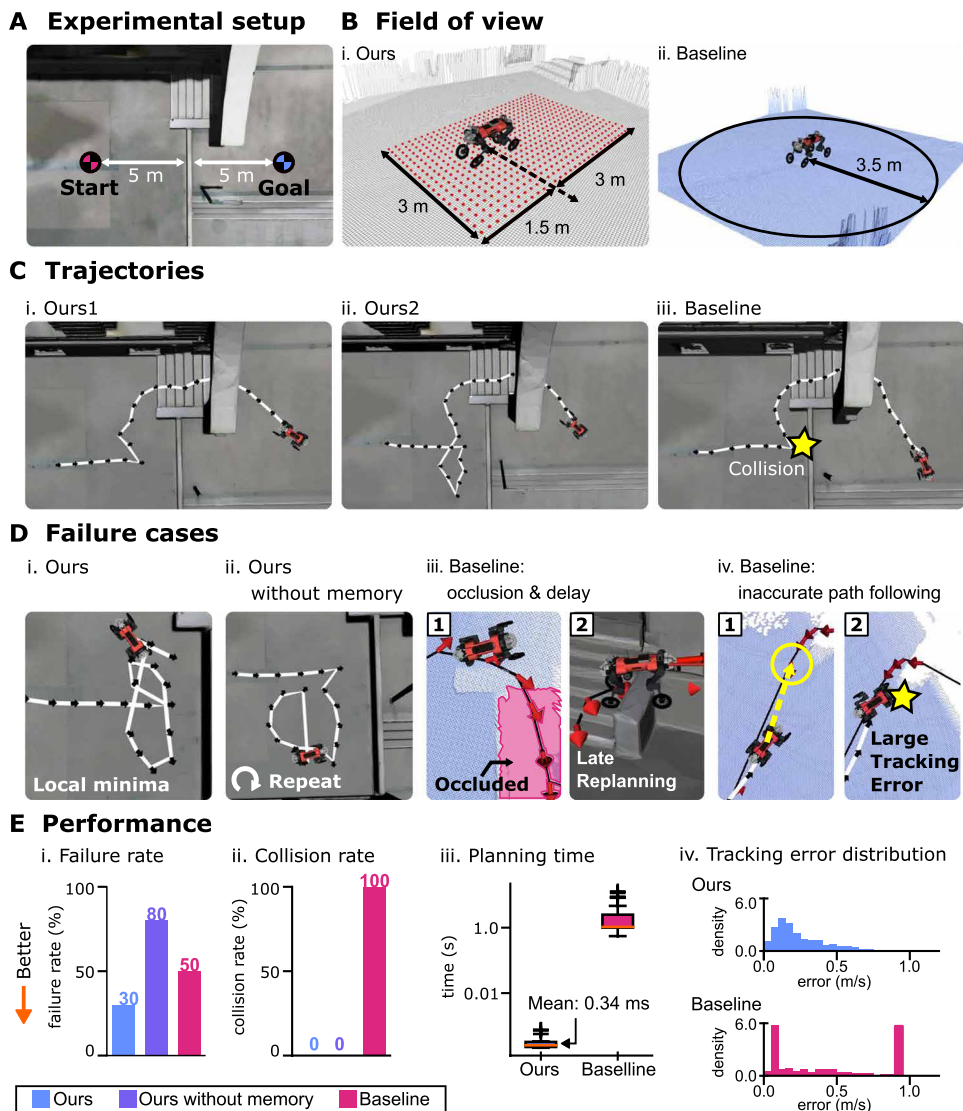 A Experimental setup
Start
5 m
5 m
Goal
B Field of view
i. Ours
3 m
1.5 m
3 m
ii. Baseline
3.5 m
C Trajectories
i. Ours1
ii. Ours2
iii. Baseline
Collision
D Failure cases
i. Ours
Local minima
ii. Ours
without memory
Repeat
iii. Baseline:
occlusion & delay
1
Occluded
2
Late
Replanning
iv. Baseline:
inaccurate path following
1
2
Large
Tracking
Error
E Performance
Better
i. Failure rate
failure rate (%)
100
50
0
30
80
50
ii. Collision rate
collision rate (%)
100
50
0
0
0
100
iii. Planning time
time (s)
1.0
0.01
Mean: 0.34 ms
Ours
Baseline
iv. Tracking error distribution
Ours
density
6.0
0.0
0.0
0.5
1.0
error (m/s)
Baseline
density
6.0
0.0
0.0
0.5
1.0
error (m/s)
Ours
Ours without memory
Baseline